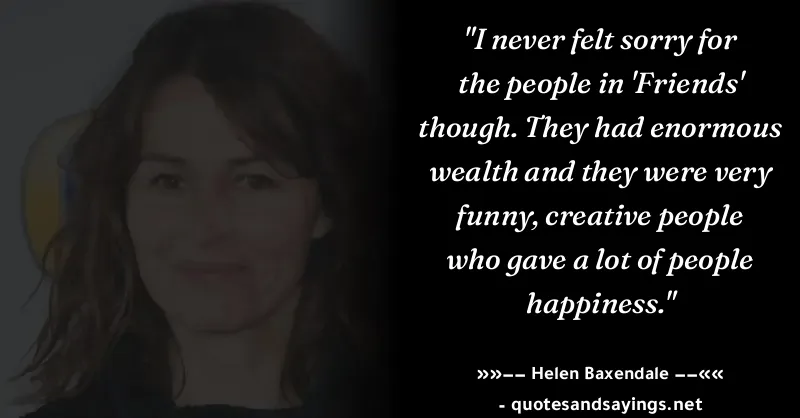 "I never felt sorry for
the people in 'Friends'
though. They had enormous
wealth and they were very
funny, creative people
who gave a lot of people
happiness."
»»−− Helen Baxendale −−««
- quotesandsayings.net